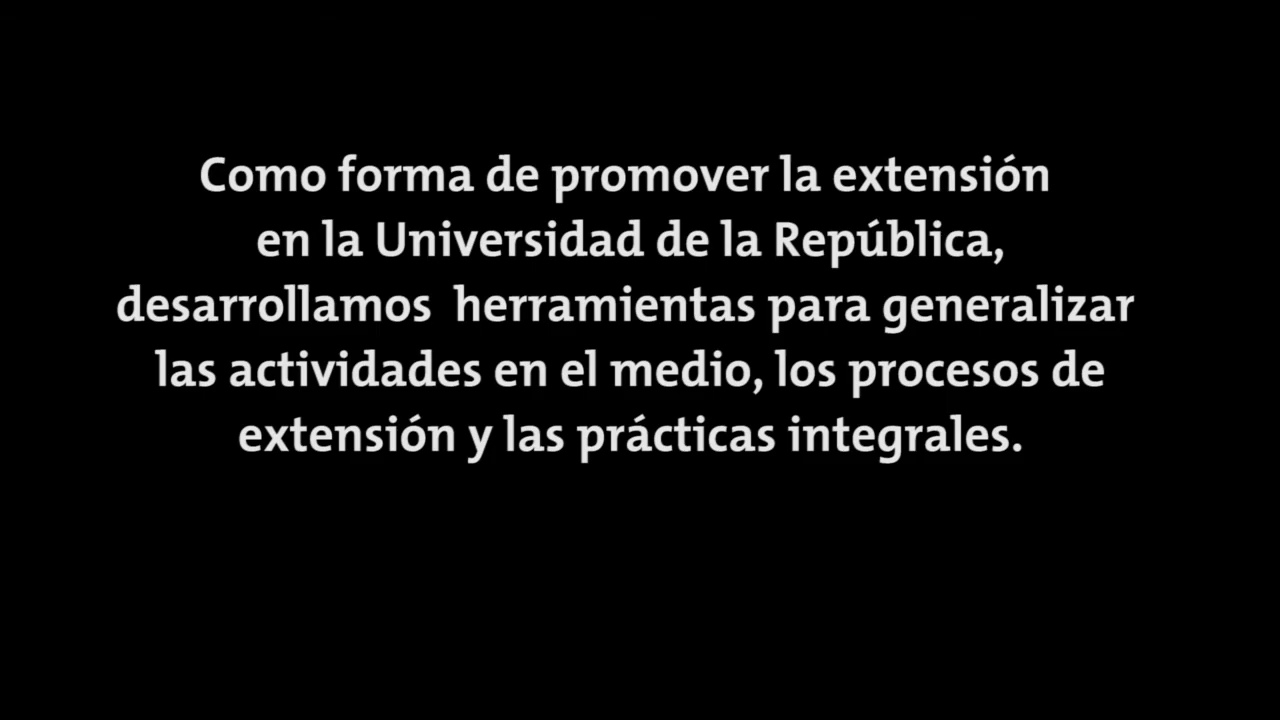 Como forma de promover la extensión
en la Universidad de la República,
desarrollamos  herramientas para generalizar
las actividades en el medio, los procesos de
extensión y las prácticas integrales.